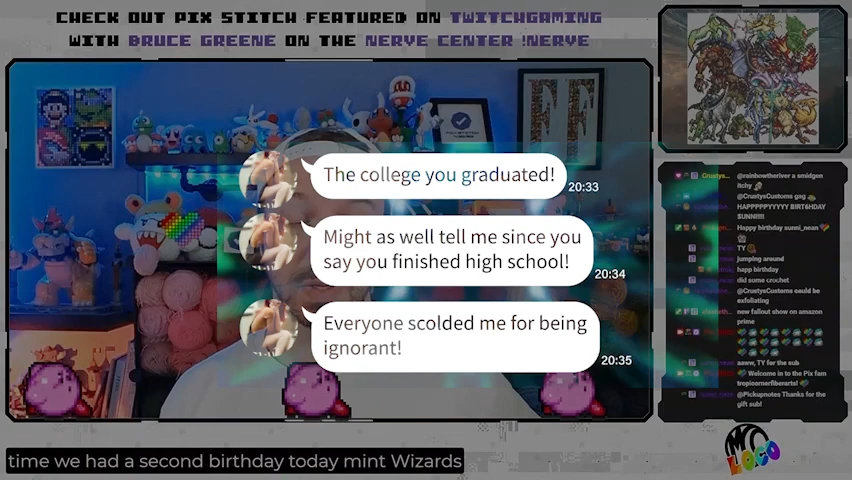 CHECK OUT PIX STITCH FEATURED ON TWITCHGAMING
WITH BRUCE GREENE ON THE NERVE CENTER !NERVE
FF
The college you graduated!
20:33
Might as well tell me since you
say you finished high school!
20:34
Everyone scolded me for being
ignorant!
20:35
Crustys...
@rainbowtheriver a smidgen
itchy
@CrustysCustoms gag
HAPPPPPYYYYY BIRT6HDAY
SUNNI!!!!
Happy birthday sunni_nean
TY
jumping around
happ birthday
did some crochet
@CrustysCustoms could be
exfoliating
new fallout show on amazon
prime
aaww, TY for the sub
Welcome in to the Pix fam
@Pickupnotes Thanks for the
gift sub!
LOCO
time we had a second birthday today mint Wizards